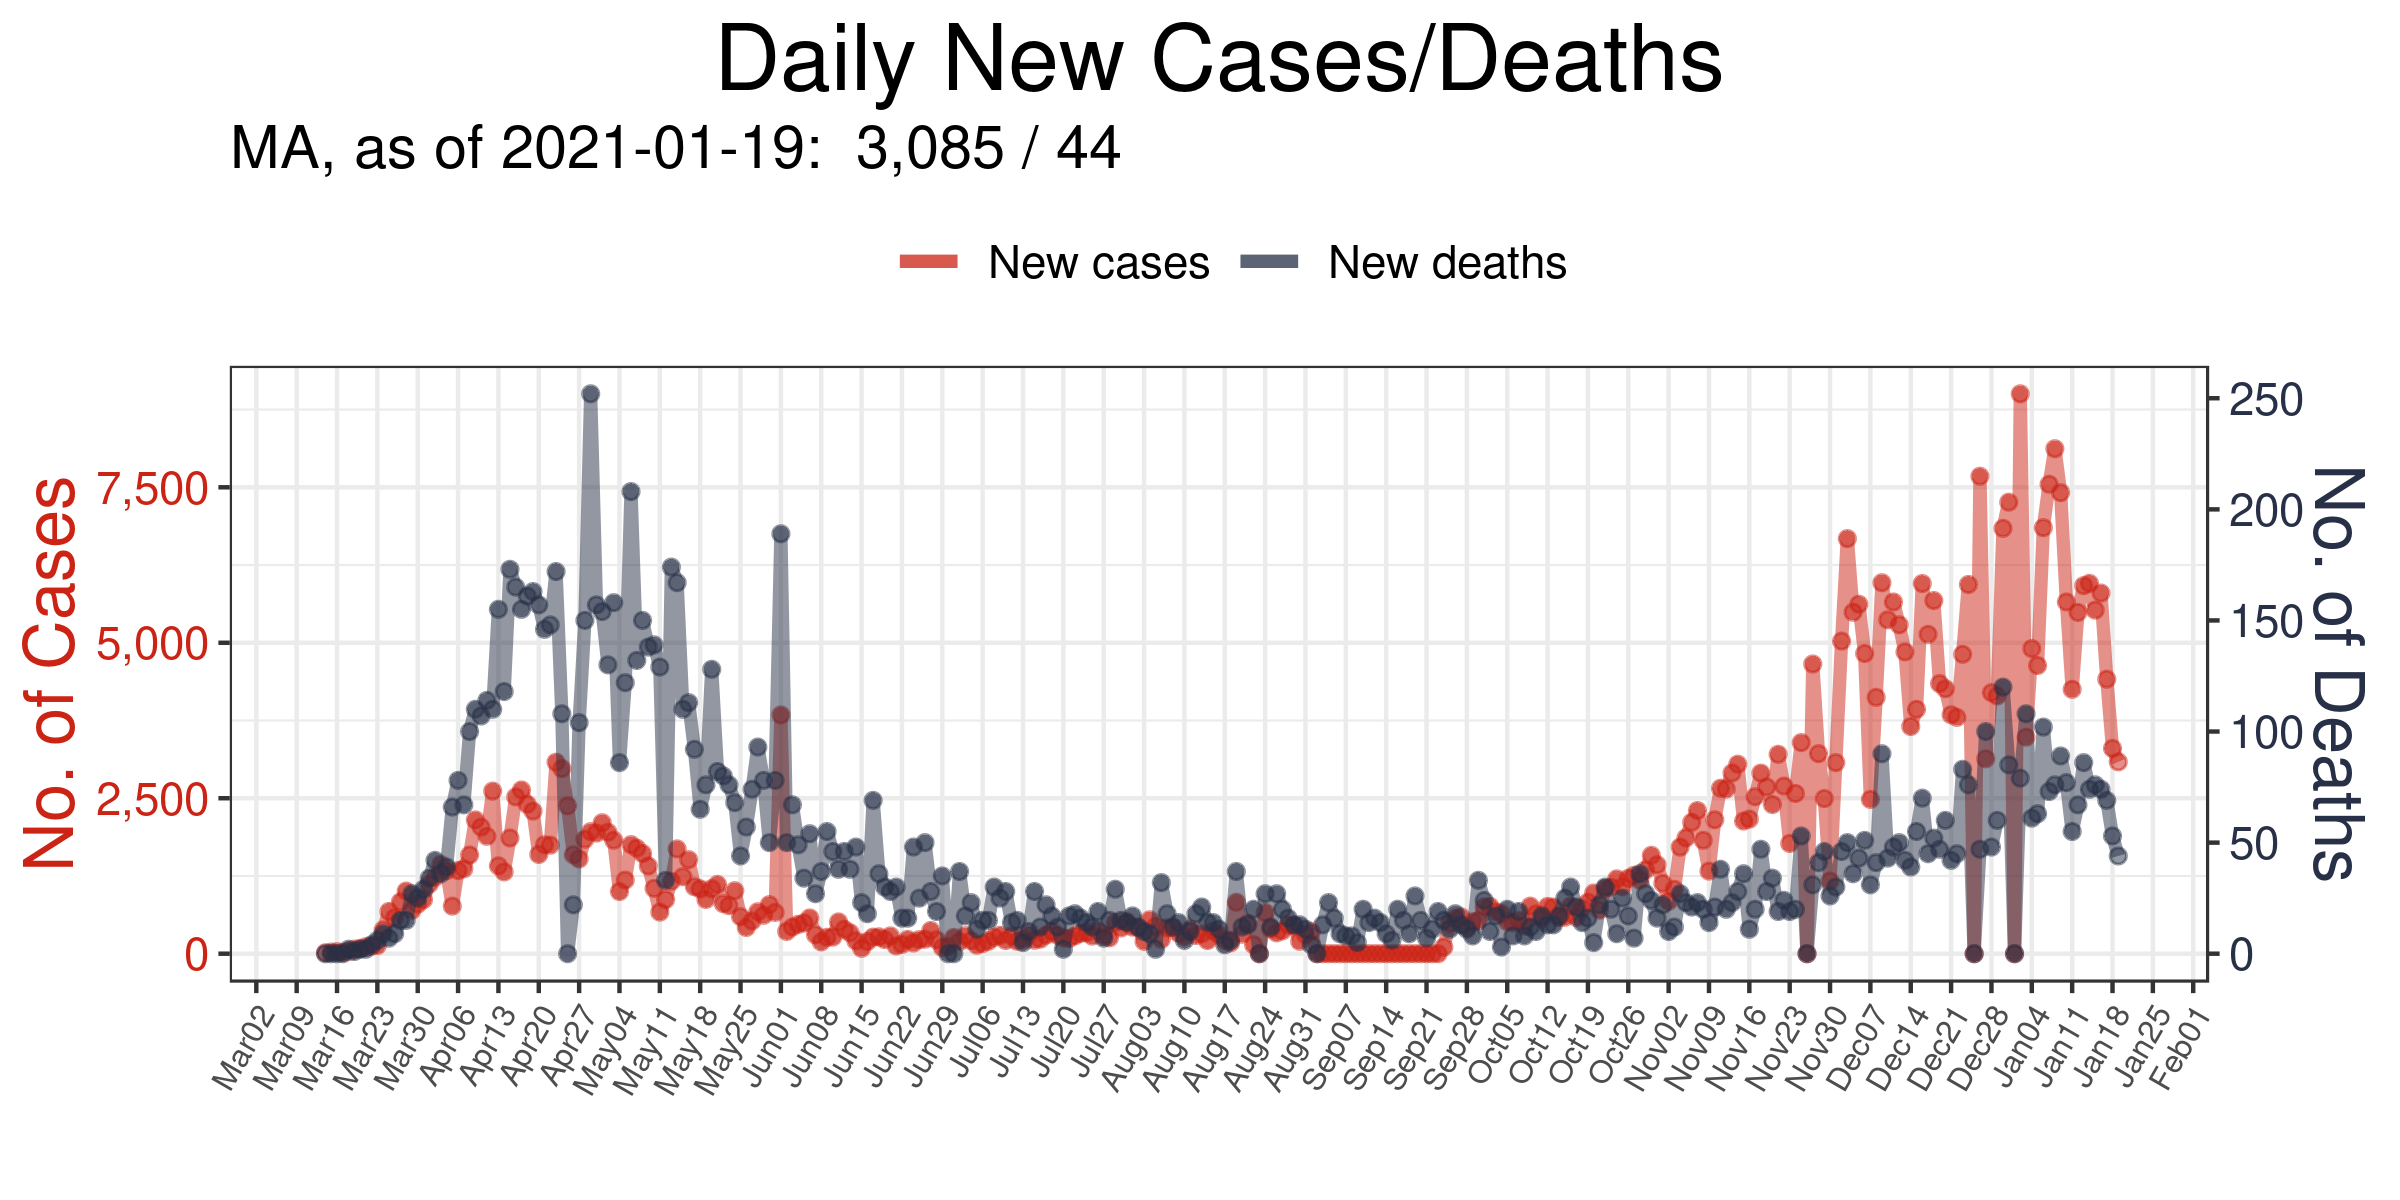 Daily New Cases/Deaths
MA, as of 2021-01-19:  3,085 / 44
New cases New deaths
No. of Cases
7,500
5,000
2,500
0
250
200
150
100
50
0
No. of Deaths
Mar02 Mar09 Mar16 Mar23 Mar30 Apr06 Apr13 Apr20 Apr27 May04 May11 May18 May25 Jun01 Jun08 Jun15 Jun22 Jun29 Jul06 Jul13 Jul20 Jul27 Aug03 Aug10 Aug17 Aug24 Aug31 Sep07 Sep14 Sep21 Sep28 Oct05 Oct12 Oct19 Oct26 Nov02 Nov09 Nov16 Nov23 Nov30 Dec07 Dec14 Dec21 Dec28 Jan04 Jan11 Jan18 Jan25 Feb01